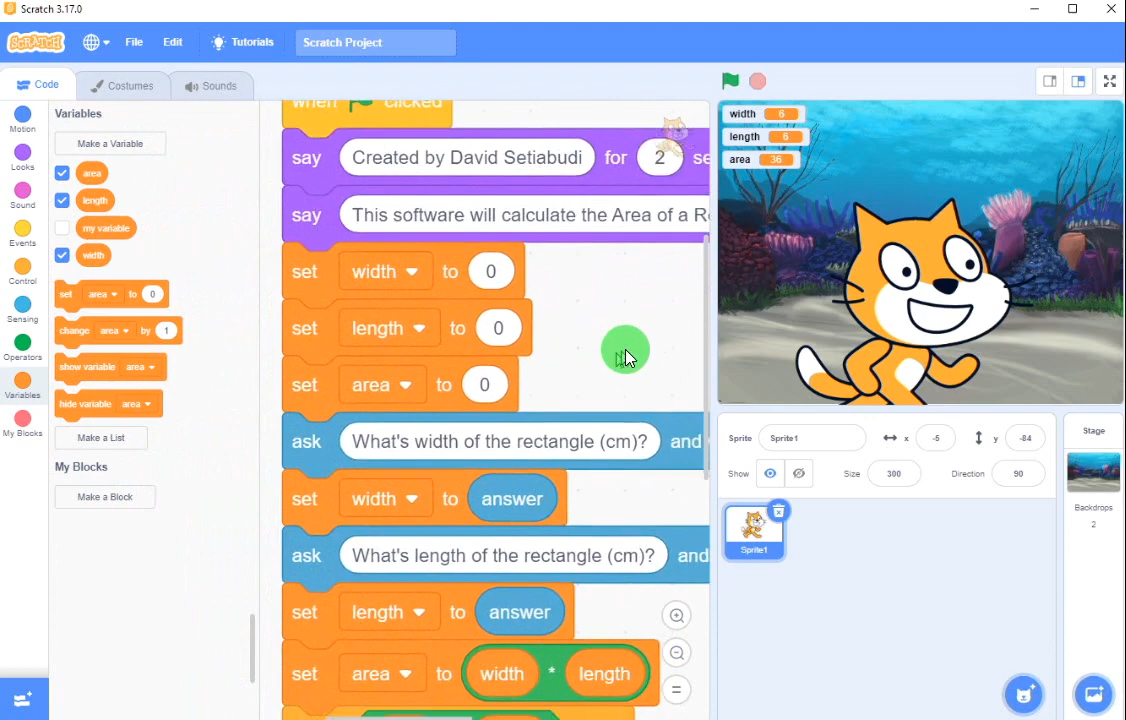 Scratch 3.17.0
SCRATCH File Edit Tutorials Scratch Project
Code Costumes Sounds
Motion
Looks
Sound
Events
Control
Sensing
Operators
Variables
My Blocks
Variables
Make a Variable
area
length
my variable
width
set area to 0
change area by 1
show variable area
hide variable area
Make a List
My Blocks
Make a Block
when clicked
say Created by David Setiabudi for 2 se
say This software will calculate the Area of a R
set width to 0
set length to 0
set area to 0
ask What's width of the rectangle (cm)? and
set width to answer
ask What's length of the rectangle (cm)? and
set length to answer
set area to width * length
width 6
length 6
area 36
Sprite Sprite1 x -5 y -84
Show Size 300 Direction 90
Sprite1
Stage
Backdrops
2